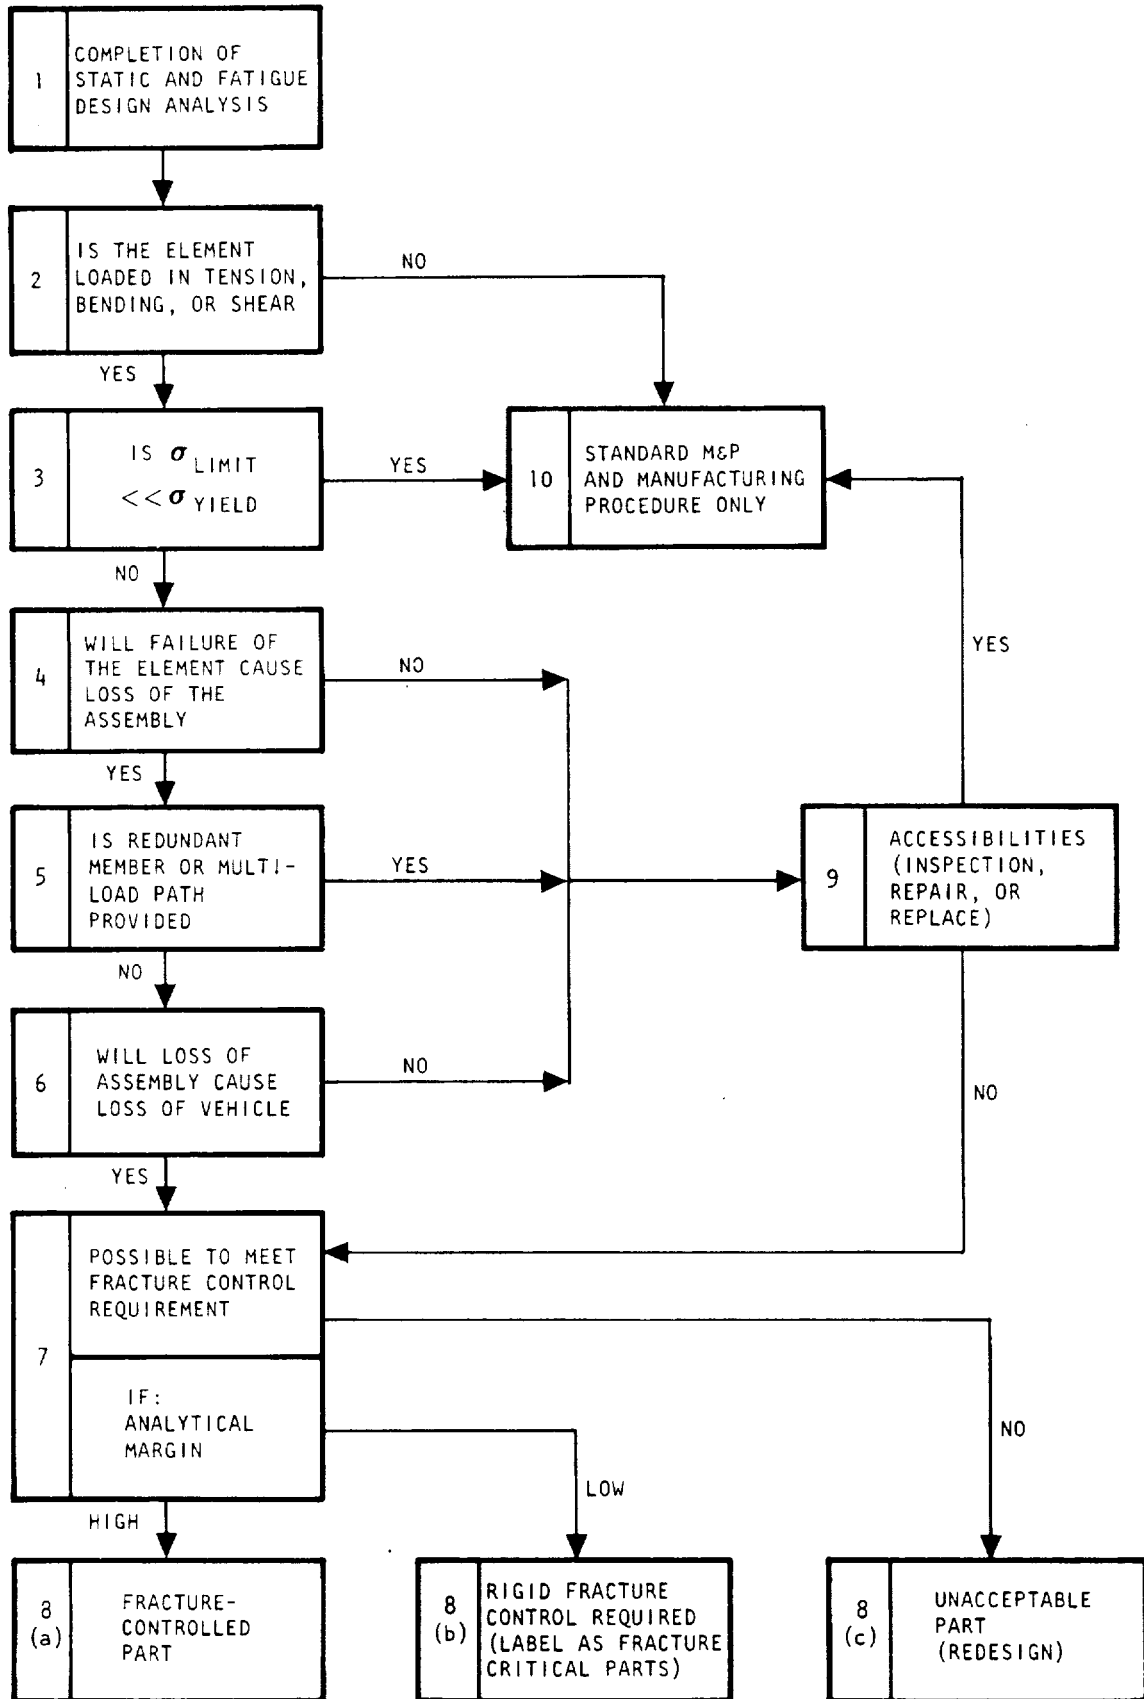 1
COMPLETION OF
STATIC AND FATIGUE
DESIGN ANALYSIS
2
IS THE ELEMENT
LOADED IN TENSION,
BENDING, OR SHEAR
NO
YES
3
IS σ LIMIT
<< σ YIELD
YES
10
STANDARD M&P
AND MANUFACTURING
PROCEDURE ONLY
NO
4
WILL FAILURE OF
THE ELEMENT CAUSE
LOSS OF THE
ASSEMBLY
NO
YES
YES
5
IS REDUNDANT
MEMBER OR MULTI-
LOAD PATH
PROVIDED
YES
9
ACCESSIBILITIES
(INSPECTION,
REPAIR, OR
REPLACE)
NO
6
WILL LOSS OF
ASSEMBLY CAUSE
LOSS OF VEHICLE
NO
NO
YES
7
POSSIBLE TO MEET
FRACTURE CONTROL
REQUIREMENT
IF:
ANALYTICAL
MARGIN
NO
LOW
HIGH
8
(a)
FRACTURE-
CONTROLLED
PART
8
(b)
RIGID FRACTURE
CONTROL REQUIRED
(LABEL AS FRACTURE
CRITICAL PARTS)
8
(c)
UNACCEPTABLE
PART
(REDESIGN)